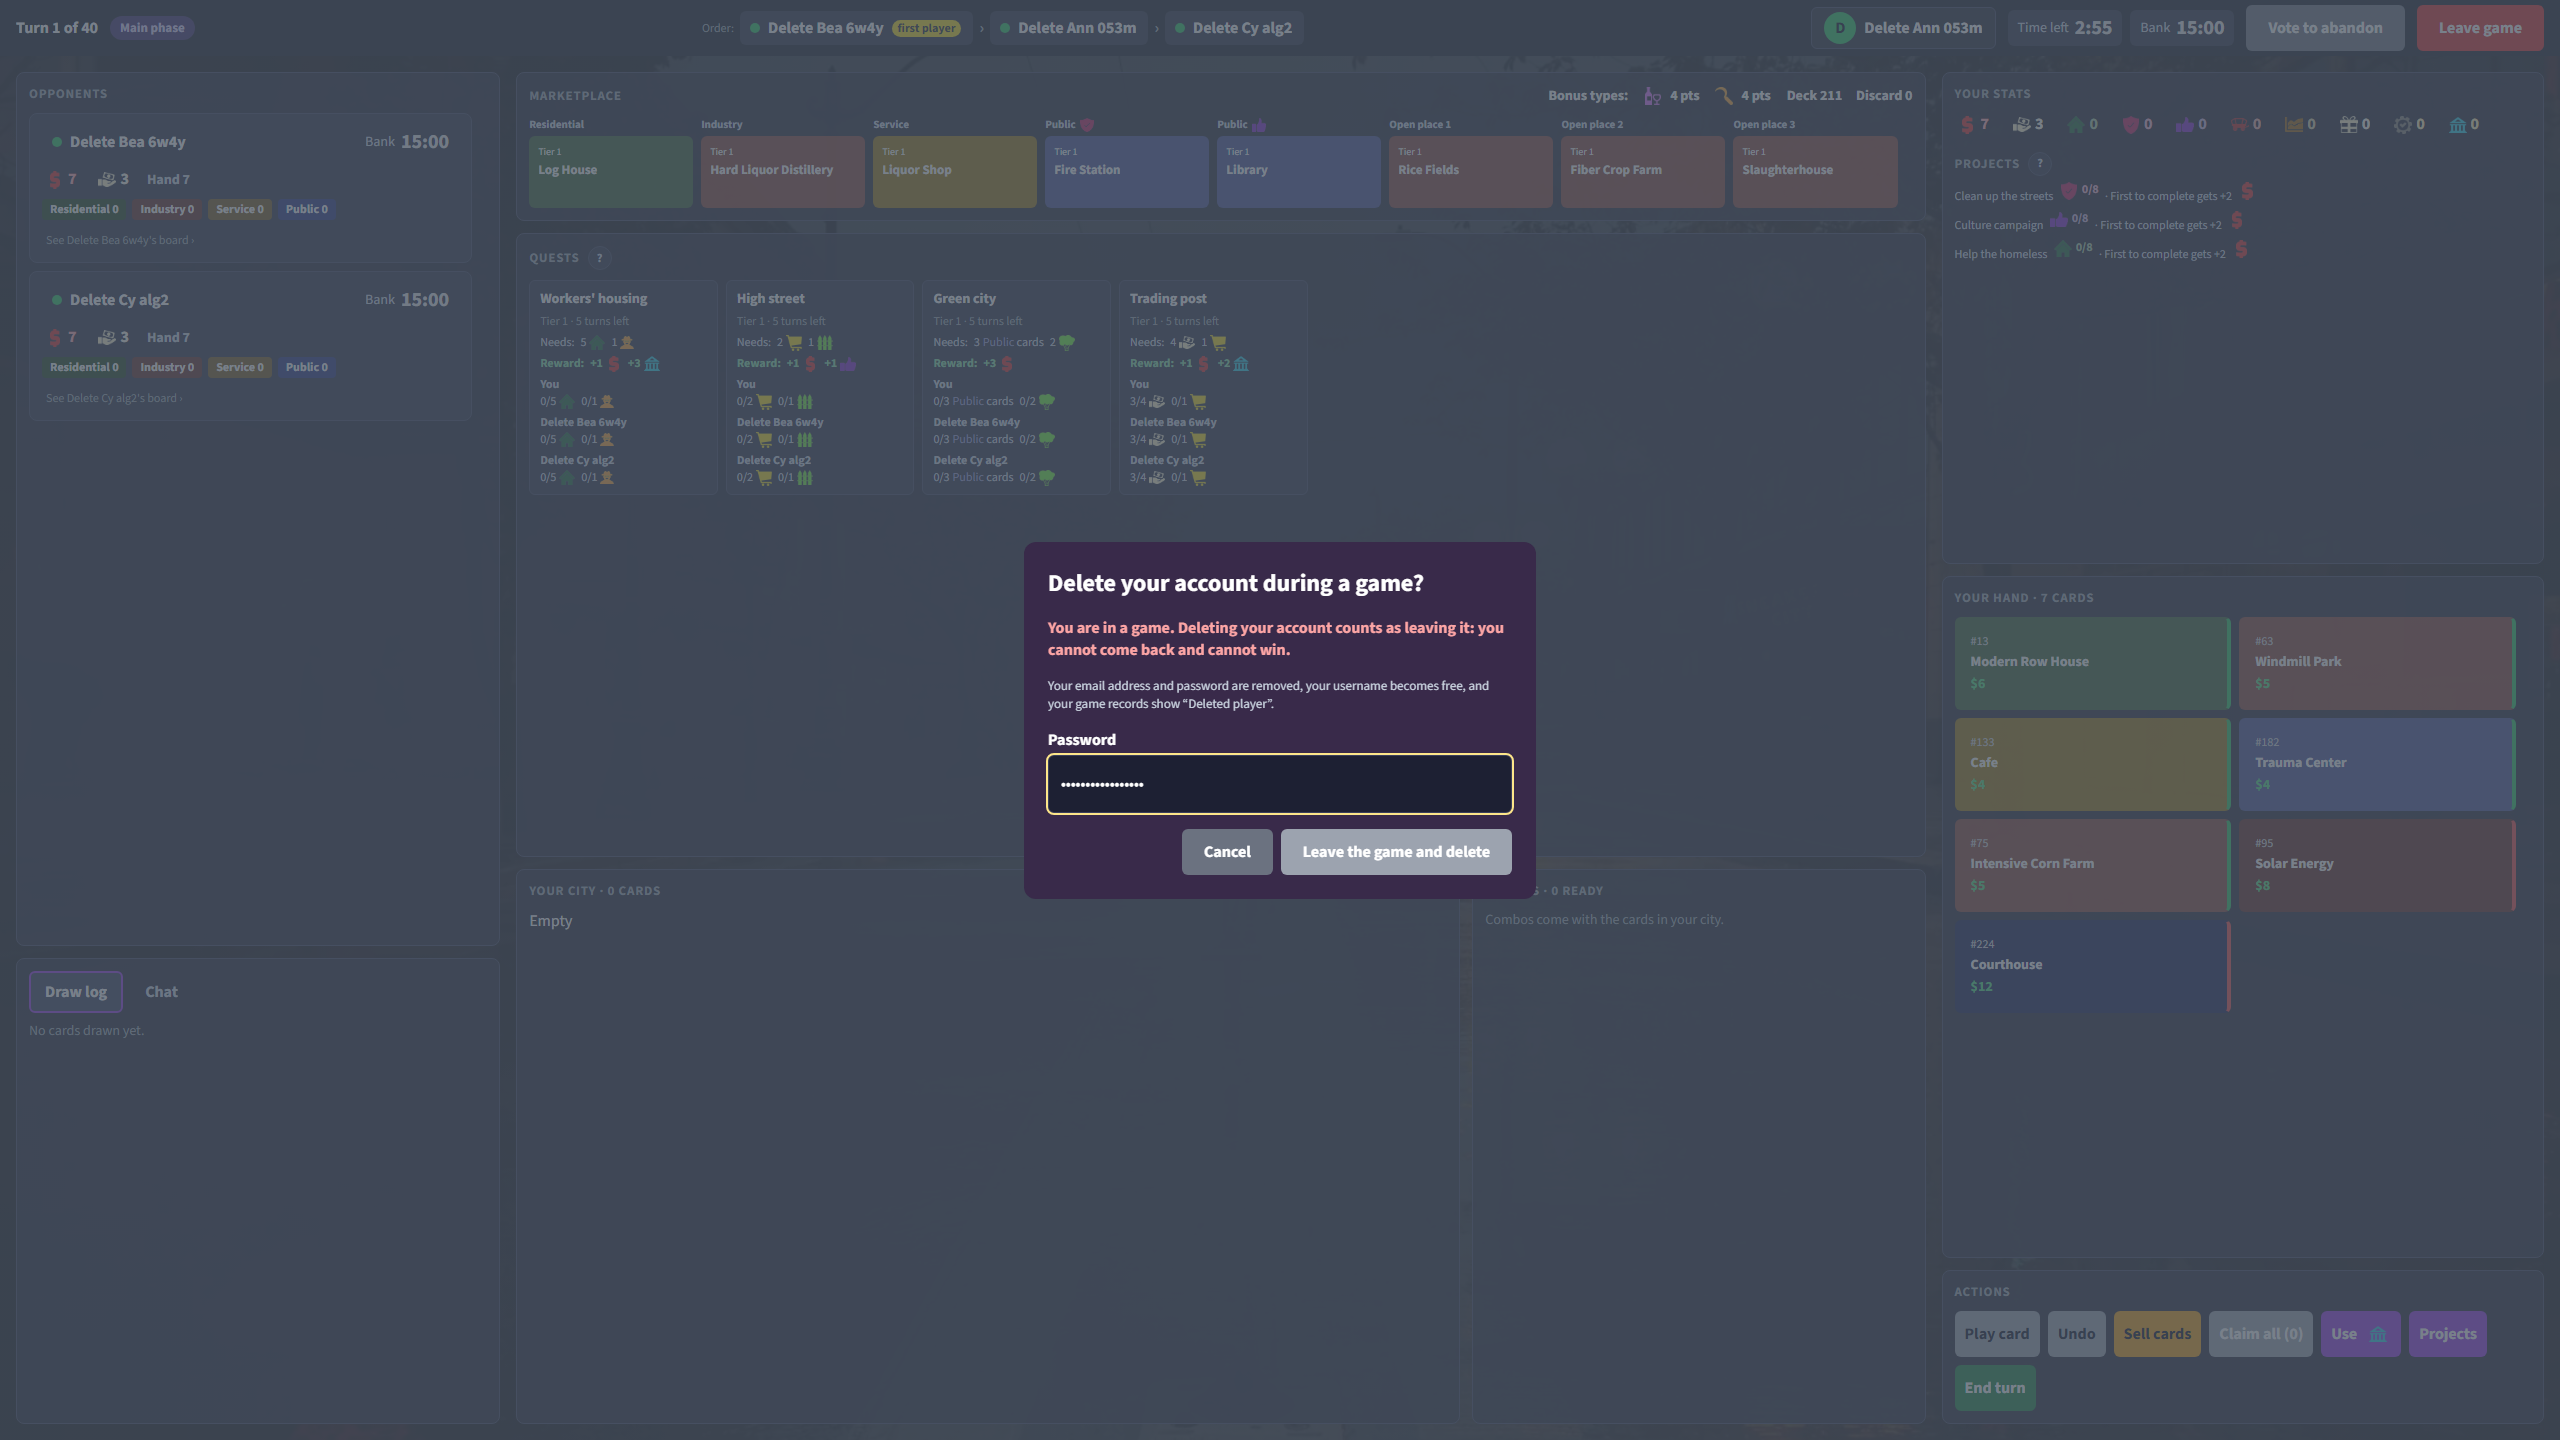 Turn 1 of 40 Main phase
Order: Delete Bea 6w4y first player › Delete Ann 053m › Delete Cy alg2
D Delete Ann 053m Time left 2:55 Bank 15:00 Vote to abandon Leave game
OPPONENTS
Delete Bea 6w4y Bank 15:00
7 3 Hand 7
Residential 0 Industry 0 Service 0 Public 0
See Delete Bea 6w4y's board ›
Delete Cy alg2 Bank 15:00
7 3 Hand 7
Residential 0 Industry 0 Service 0 Public 0
See Delete Cy alg2's board ›
Draw log Chat
No cards drawn yet.
MARKETPLACE Bonus types: 4 pts 4 pts Deck 211 Discard 0
Residential Industry Service Public Public Open place 1 Open place 2 Open place 3
Tier 1 Tier 1 Tier 1 Tier 1 Tier 1 Tier 1 Tier 1 Tier 1
Log House Hard Liquor Distillery Liquor Shop Fire Station Library Rice Fields Fiber Crop Farm Slaughterhouse
QUESTS ?
Workers' housing
Tier 1 · 5 turns left
Needs: 5 1
Reward: +1 $ +3
You
0/5 0/1
Delete Bea 6w4y
0/5 0/1
Delete Cy alg2
0/5 0/1
High street
Tier 1 · 5 turns left
Needs: 2 1
Reward: +1 $ +1
You
0/2 0/1
Delete Bea 6w4y
0/2 0/1
Delete Cy alg2
0/2 0/1
Green city
Tier 1 · 5 turns left
Needs: 3 Public cards 2
Reward: +3 $
You
0/3 Public cards 0/2
Delete Bea 6w4y
0/3 Public cards 0/2
Delete Cy alg2
0/3 Public cards 0/2
Trading post
Tier 1 · 5 turns left
Needs: 4 1
Reward: +1 $ +2
You
3/4 0/1
Delete Bea 6w4y
3/4 0/1
Delete Cy alg2
3/4 0/1
Delete your account during a game?
You are in a game. Deleting your account counts as leaving it: you
cannot come back and cannot win.
Your email address and password are removed, your username becomes free, and
your game records show “Deleted player”.
Password
•••••••••••••••••
Cancel Leave the game and delete
YOUR CITY · 0 CARDS
Empty
· 0 READY
Combos come with the cards in your city.
YOUR STATS
$ 7 3 0 0 0 0 0 0 0 0
PROJECTS ?
Clean up the streets 0/8 · First to complete gets +2 $
Culture campaign 0/8 · First to complete gets +2 $
Help the homeless 0/8 · First to complete gets +2 $
YOUR HAND · 7 CARDS
#13
Modern Row House
$6
#63
Windmill Park
$5
#133
Cafe
$4
#182
Trauma Center
$4
#75
Intensive Corn Farm
$5
#95
Solar Energy
$8
#224
Courthouse
$12
ACTIONS
Play card Undo Sell cards Claim all (0) Use Projects
End turn